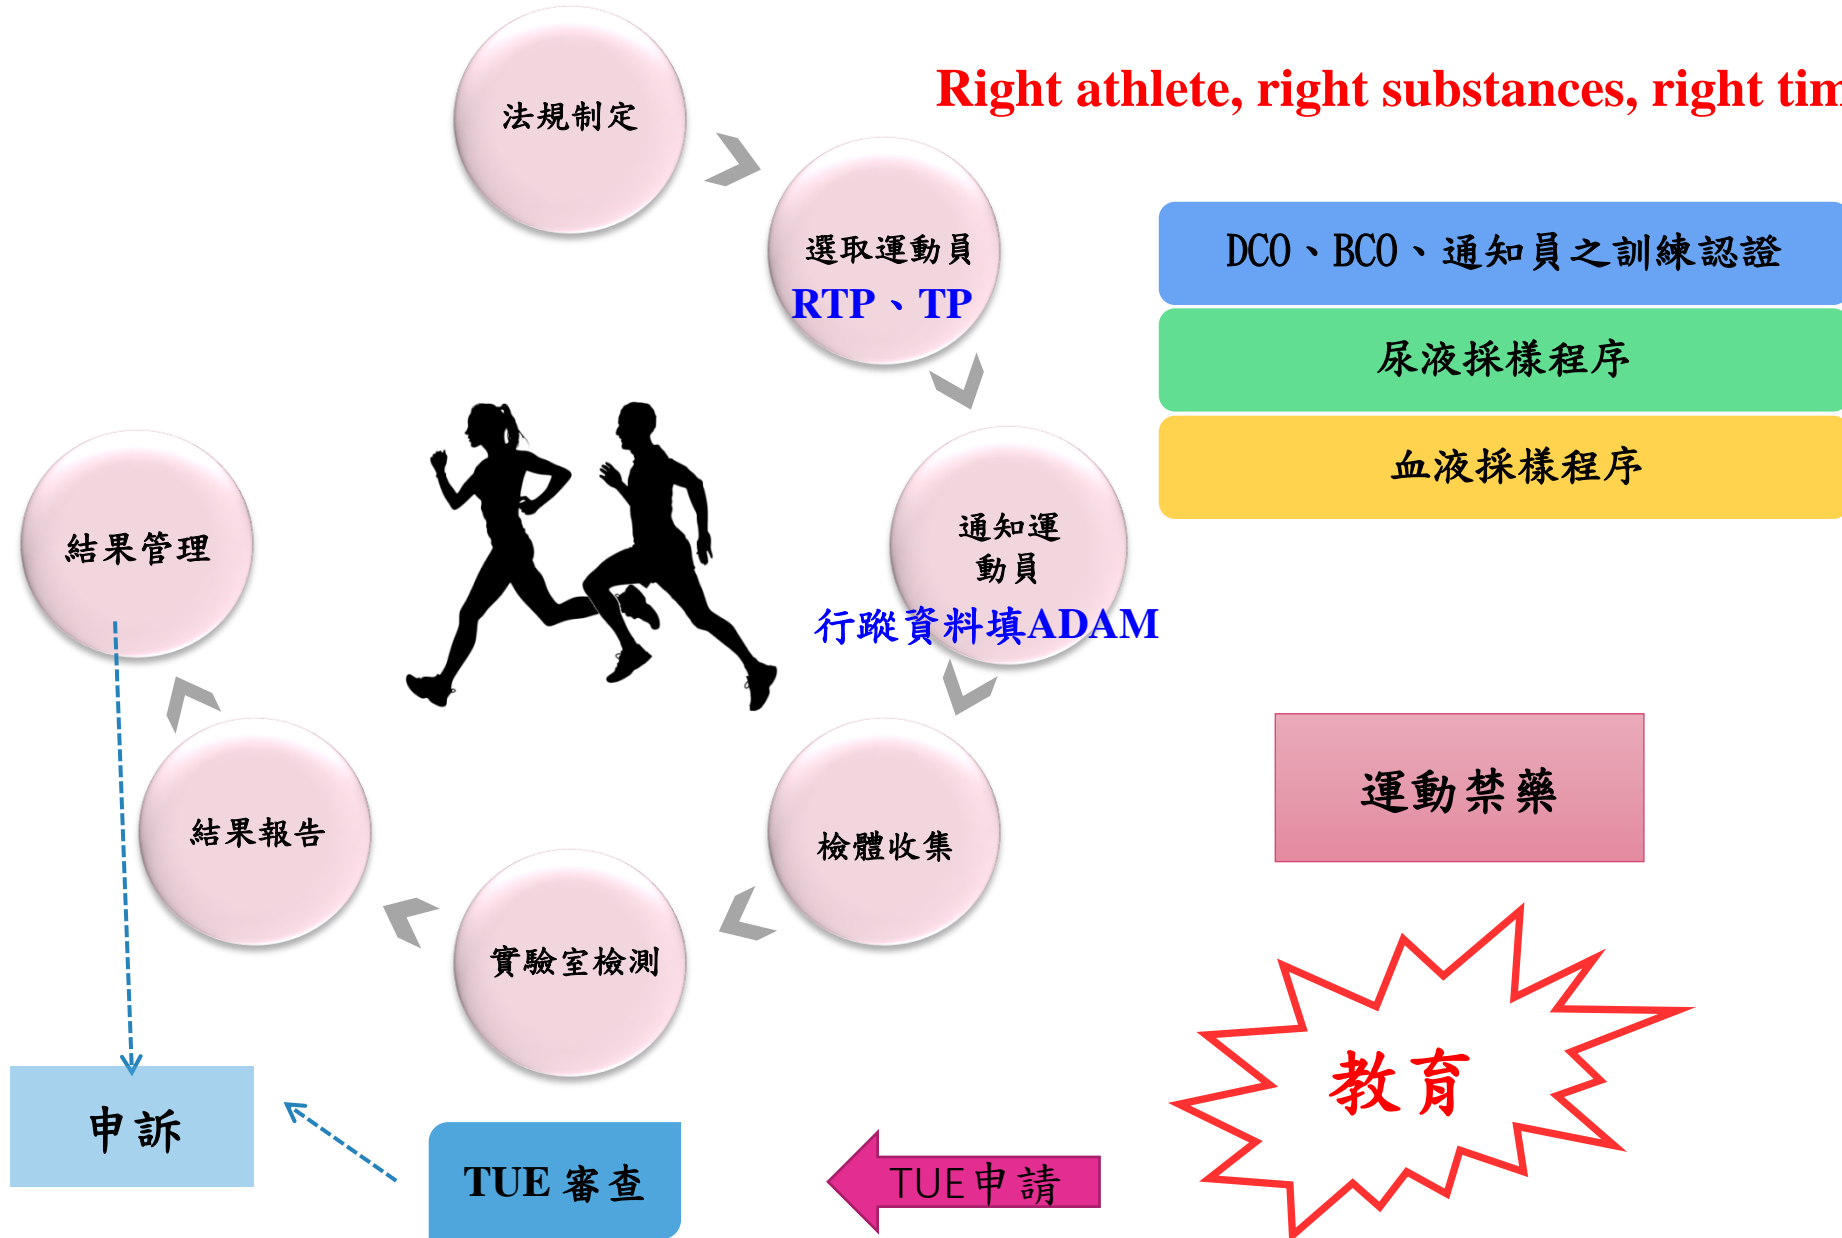 法規制定
Right athlete, right substances, right tim
選取運動員
RTP、TP
DCO、BCO、通知員之訓練認證
尿液採樣程序
血液採樣程序
通知運
動員
行蹤資料填ADAM
結果管理
運動禁藥
結果報告
檢體收集
實驗室檢測
教育
申訴
TUE 審查
TUE申請